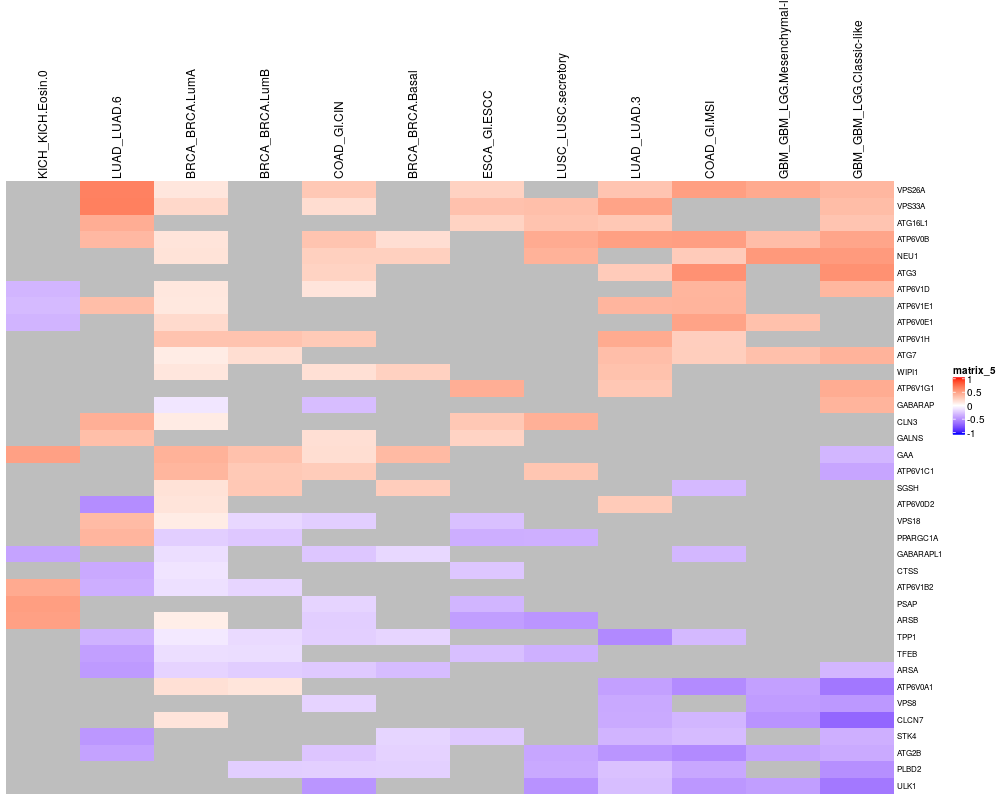 KICH_KICH.Eosin.0
LUAD_LUAD.6
BRCA_BRCA.LumA
BRCA_BRCA.LumB
COAD_GI.CIN
BRCA_BRCA.Basal
ESCA_GI.ESCC
LUSC_LUSC.secretory
LUAD_LUAD.3
COAD_GI.MSI
GBM_GBM_LGG.Mesenchymal-l
GBM_GBM_LGG.Classic-like
VPS26A
VPS33A
ATG16L1
ATP6V0B
NEU1
ATG3
ATP6V1D
ATP6V1E1
ATP6V0E1
ATP6V1H
ATG7
WIPI1
ATP6V1G1
GABARAP
CLN3
GALNS
GAA
ATP6V1C1
SGSH
ATP6V0D2
VPS18
PPARGC1A
GABARAPL1
CTSS
ATP6V1B2
PSAP
ARSB
TPP1
TFEB
ARSA
ATP6V0A1
VPS8
CLCN7
STK4
ATG2B
PLBD2
ULK1
matrix_5
1
0.5
0
-0.5
-1